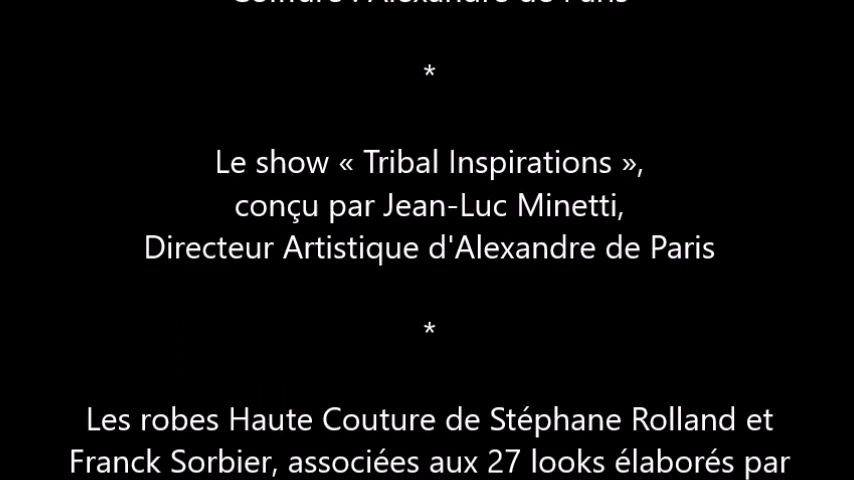 Coiffure : Alexandre de Paris
*
Le show « Tribal Inspirations »,
conçu par Jean-Luc Minetti,
Directeur Artistique d'Alexandre de Paris
*
Les robes Haute Couture de Stéphane Rolland et
Franck Sorbier, associées aux 27 looks élaborés par